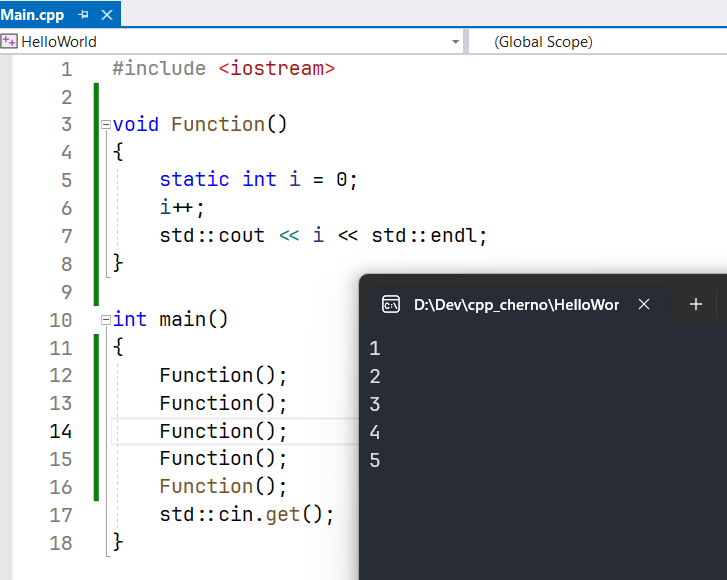 Main.cpp
HelloWorld
(Global Scope)
1 #include <iostream>
2
3 void Function()
4 {
5 static int i = 0;
6 i++;
7 std::cout << i << std::endl;
8 }
9
10 int main()
11 {
12 Function();
13 Function();
14 Function();
15 Function();
16 Function();
17 std::cin.get();
18 }
D:\Dev\cpp_cherno\HelloWor
1
2
3
4
5